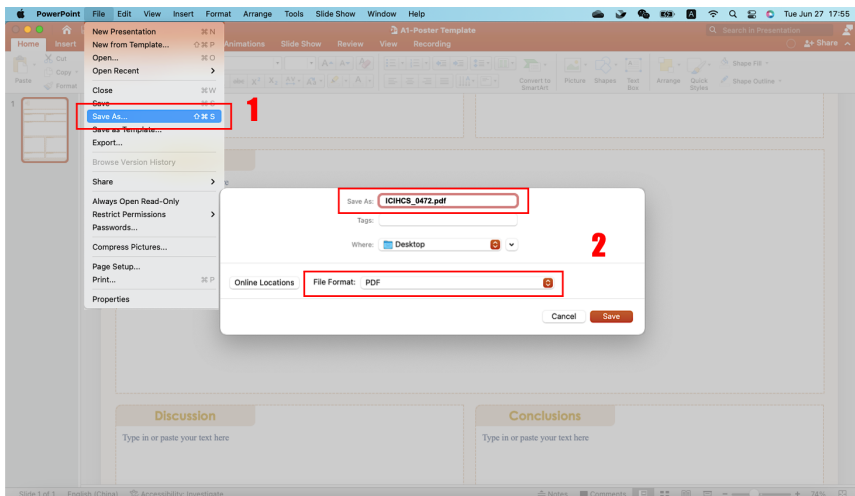 PowerPoint File Edit View Insert Format Arrange Tools Slide Show Window Help Tue Jun 27 17:55
A1-Poster Template
Search in Presentation
Home Insert Animations Slide Show Review View Recording Share
New Presentation ⌘ N
New from Template... ⇧ ⌘ P
Open... ⌘ O
Open Recent >
Close ⌘ W
Save ⌘ S
Save As... ⇧ ⌘ S
Save as Template...
Export...
Browse Version History
Share >
Always Open Read-Only
Restrict Permissions >
Passwords...
Compress Pictures...
Page Setup...
Print... ⌘ P
Properties
Paste
Cut
Copy
Format
Convert to SmartArt
Picture
Shapes
Text Box
Arrange
Quick Styles
Shape Fill
Shape Outline
1
1
Save As: ICIHCS_0472.pdf
Tags:
Where: Desktop
2
Online Locations File Format: PDF
Cancel Save
Discussion
Type in or paste your text here
Conclusions
Type in or paste your text here
Slide 1 of 1 English (China) Accessibility: Investigate Notes Comments 74%